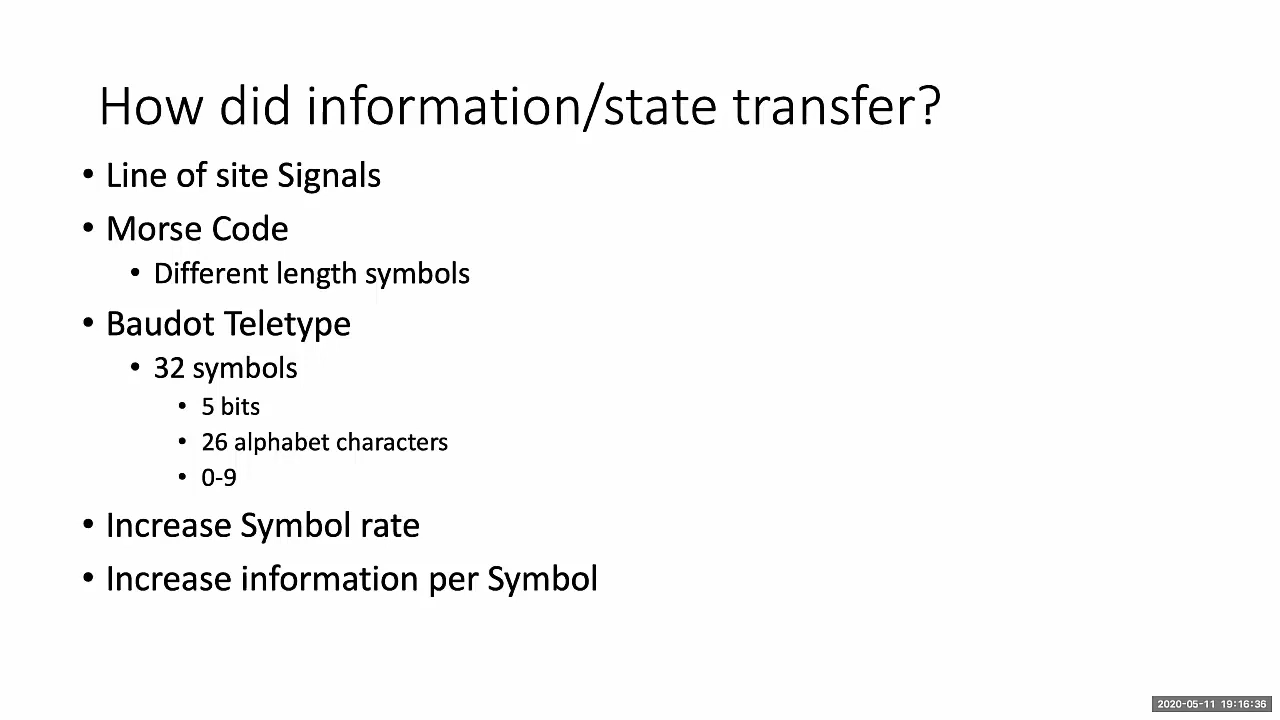 How did information/state transfer?
• Line of site Signals
• Morse Code
• Different length symbols
• Baudot Teletype
• 32 symbols
• 5 bits
• 26 alphabet characters
• 0-9
• Increase Symbol rate
• Increase information per Symbol
2020-05-11 19:16:36